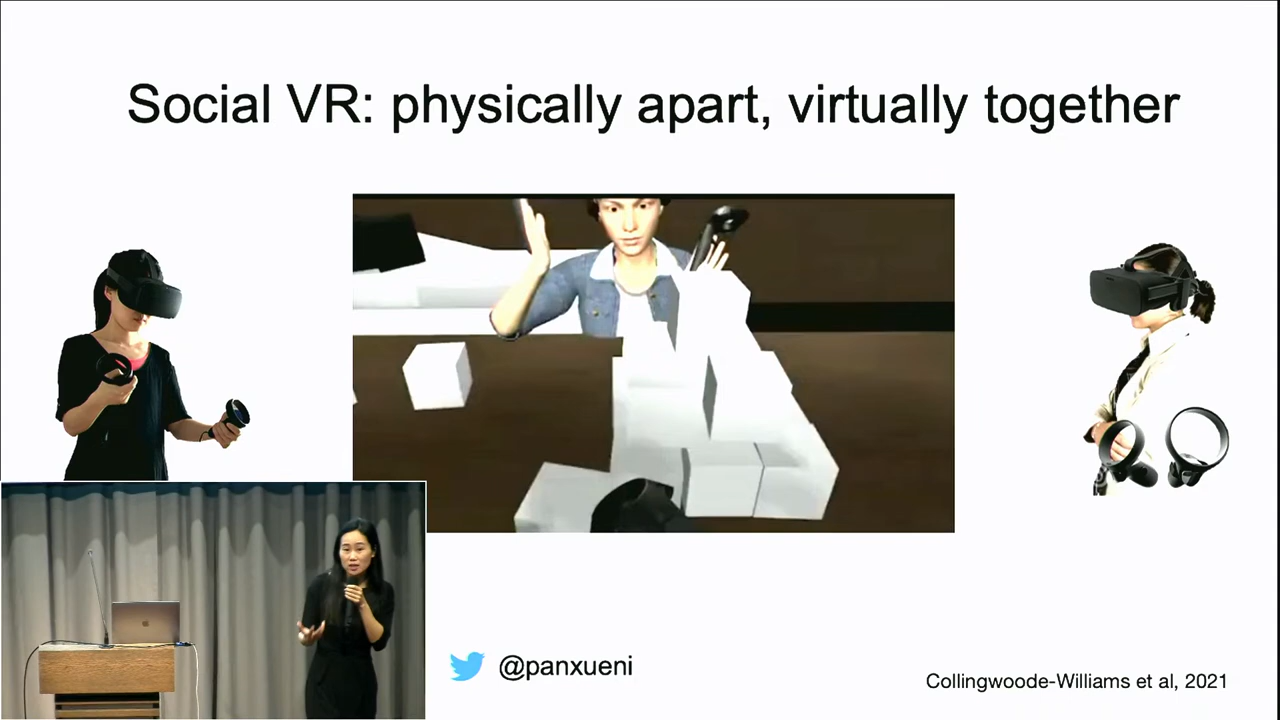 Social VR: physically apart, virtually together
@panxueni
Collingwoode-Williams et al, 2021